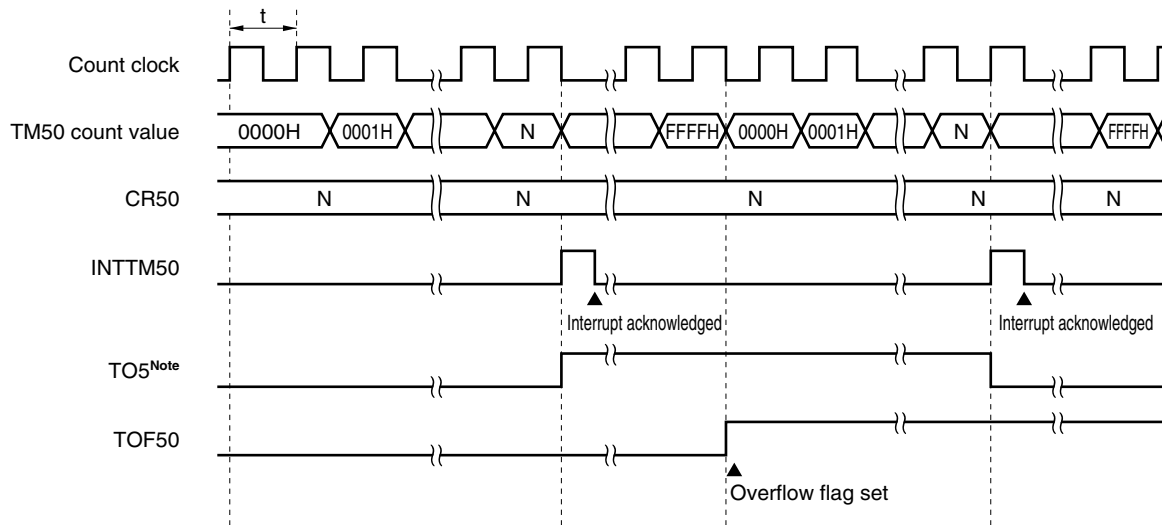 t
Count clock
TM50 count value 0000H 0001H N FFFFH 0000H 0001H N FFFFH
CR50 N N N N N
INTTM50
Interrupt acknowledged Interrupt acknowledged
TO5Note
TOF50
Overflow flag set